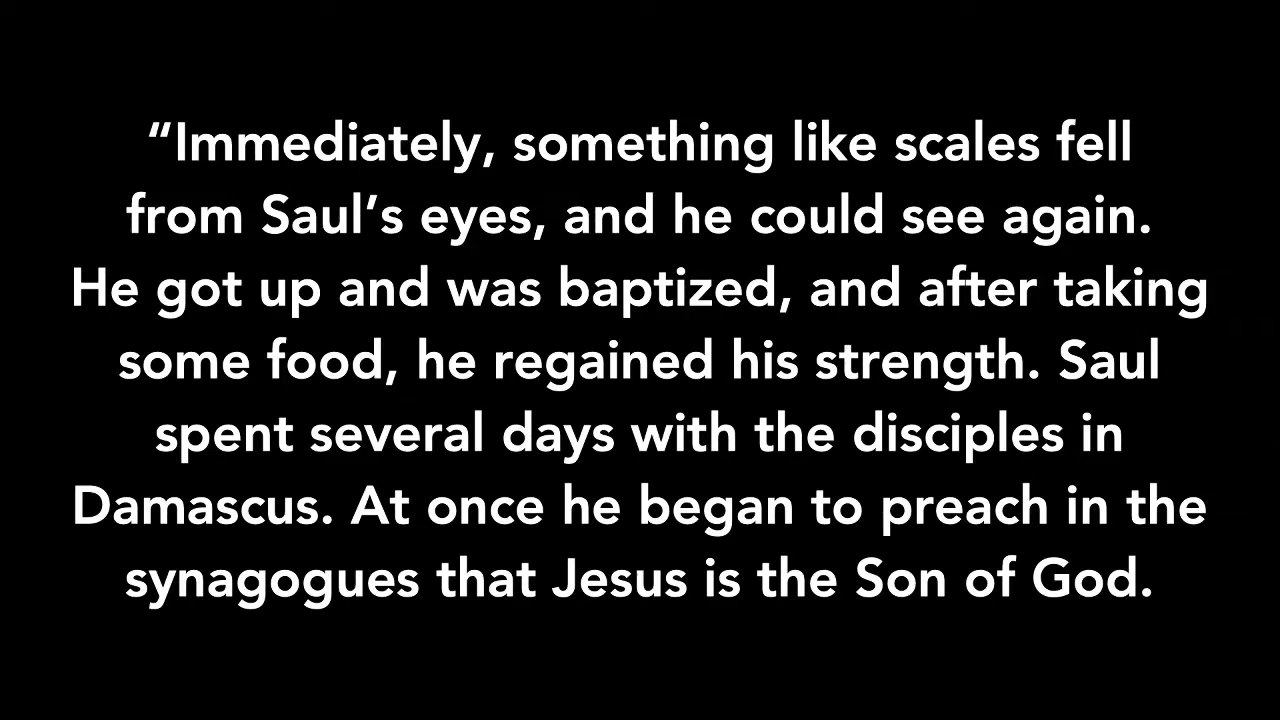 “Immediately, something like scales fell
from Saul’s eyes, and he could see again.
He got up and was baptized, and after taking
some food, he regained his strength. Saul
spent several days with the disciples in
Damascus. At once he began to preach in the
synagogues that Jesus is the Son of God.